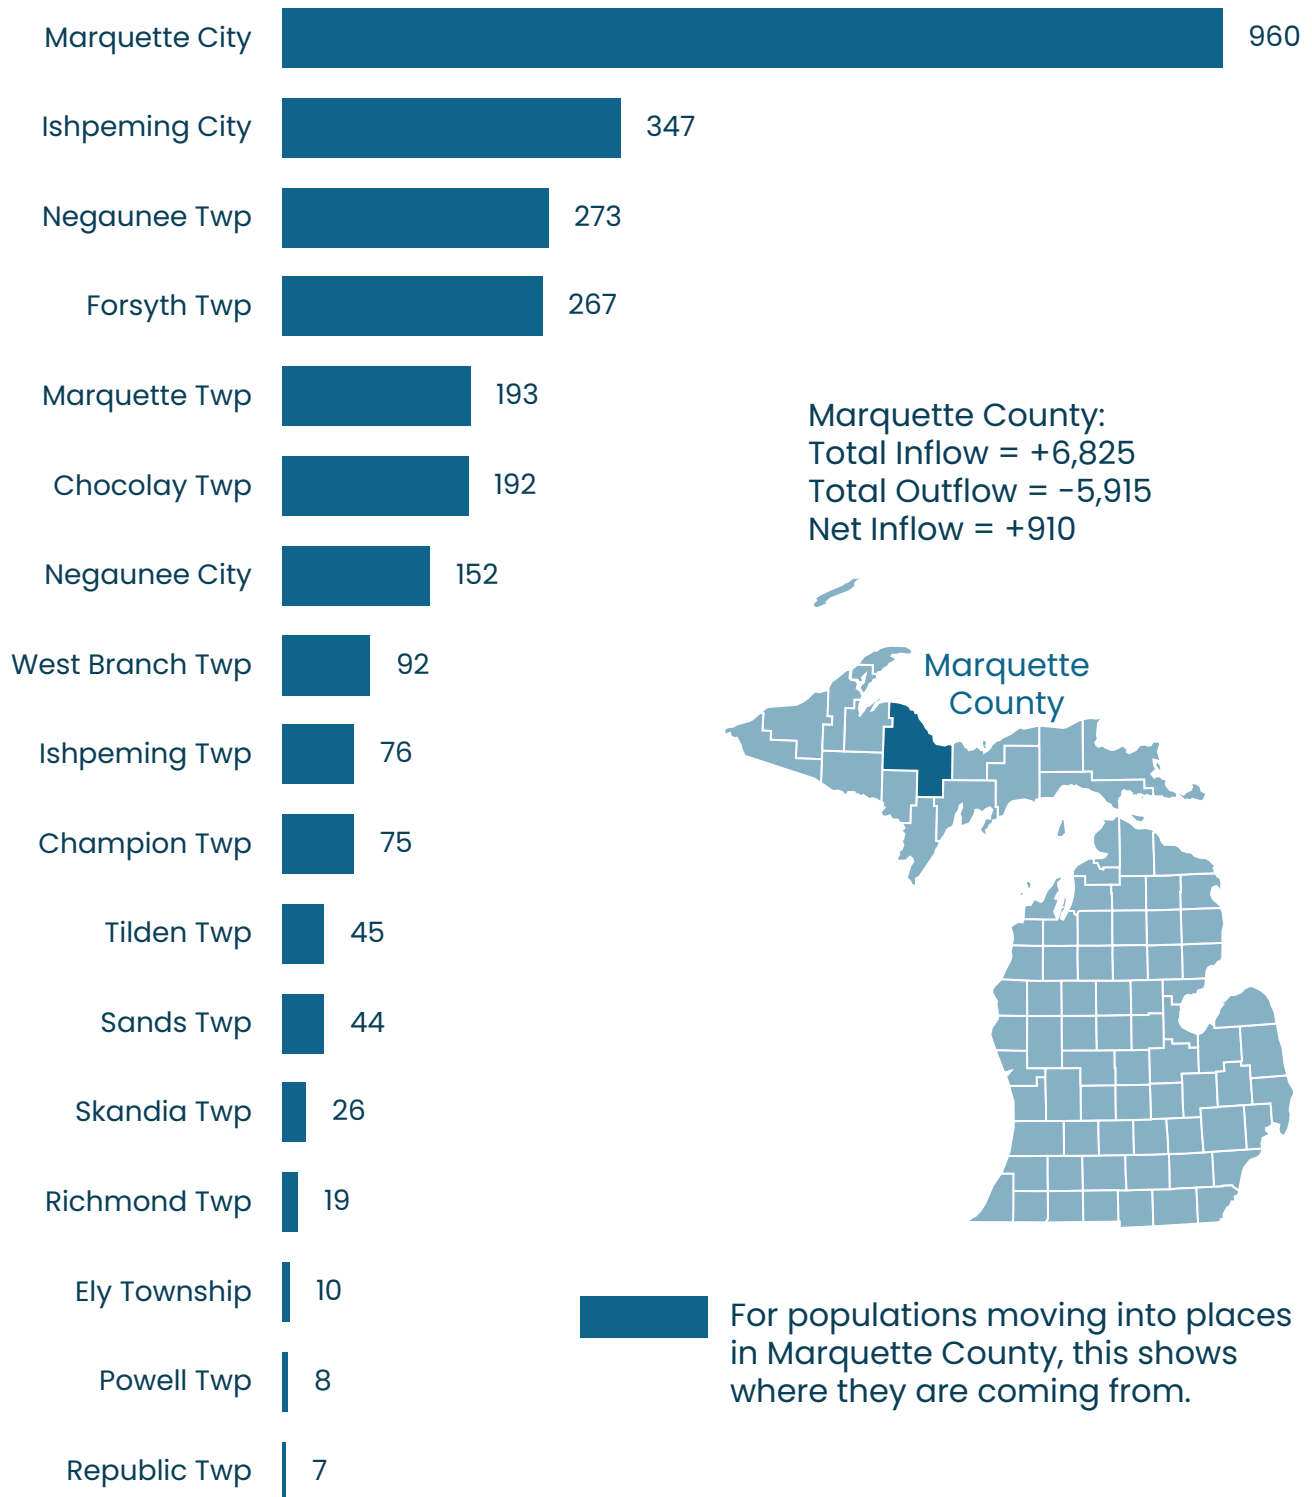 Marquette City 960
Ishpeming City 347
Negaunee Twp 273
Forsyth Twp 267
Marquette Twp 193
Chocolay Twp 192
Negaunee City 152
West Branch Twp 92
Ishpeming Twp 76
Champion Twp 75
Tilden Twp 45
Sands Twp 44
Skandia Twp 26
Richmond Twp 19
Ely Township 10
Powell Twp 8
Republic Twp 7
Marquette County:
Total Inflow = +6,825
Total Outflow = -5,915
Net Inflow = +910
Marquette
County
For populations moving into places
in Marquette County, this shows
where they are coming from.